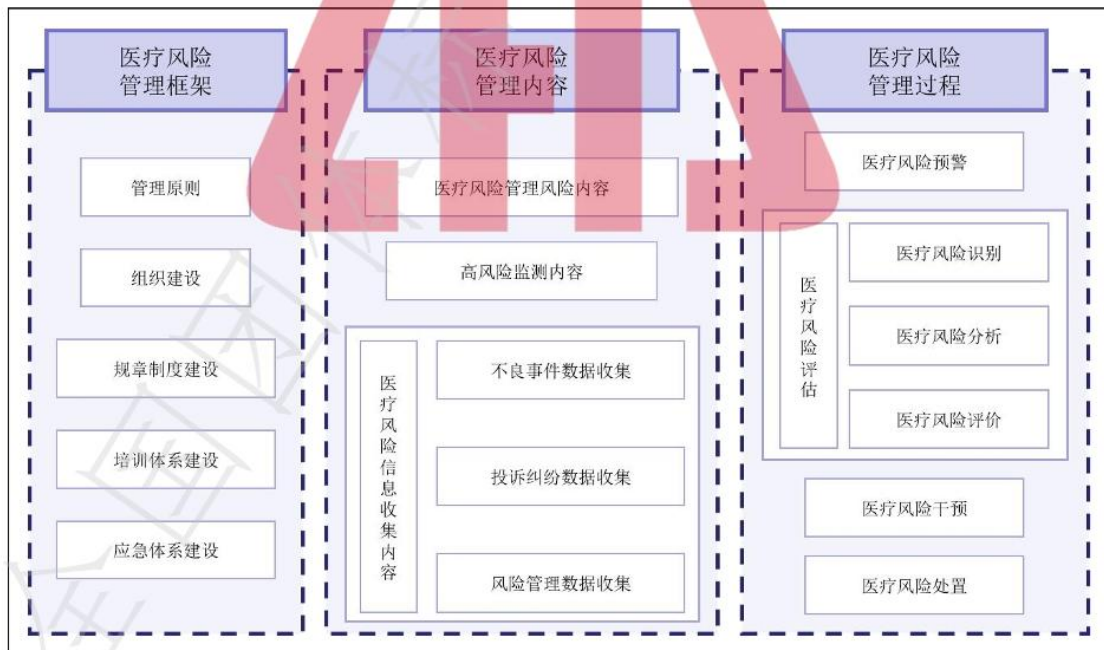 医疗风险
管理框架
管理原则
组织建设
规章制度建设
培训体系建设
应急体系建设
医疗风险
管理内容
医疗风险管理风险内容
高风险监测内容
医疗风险信息收集内容
不良事件数据收集
投诉纠纷数据收集
风险管理数据收集
医疗风险
管理过程
医疗风险预警
医疗风险评估
医疗风险识别
医疗风险分析
医疗风险评价
医疗风险干预
医疗风险处置
全国团体标